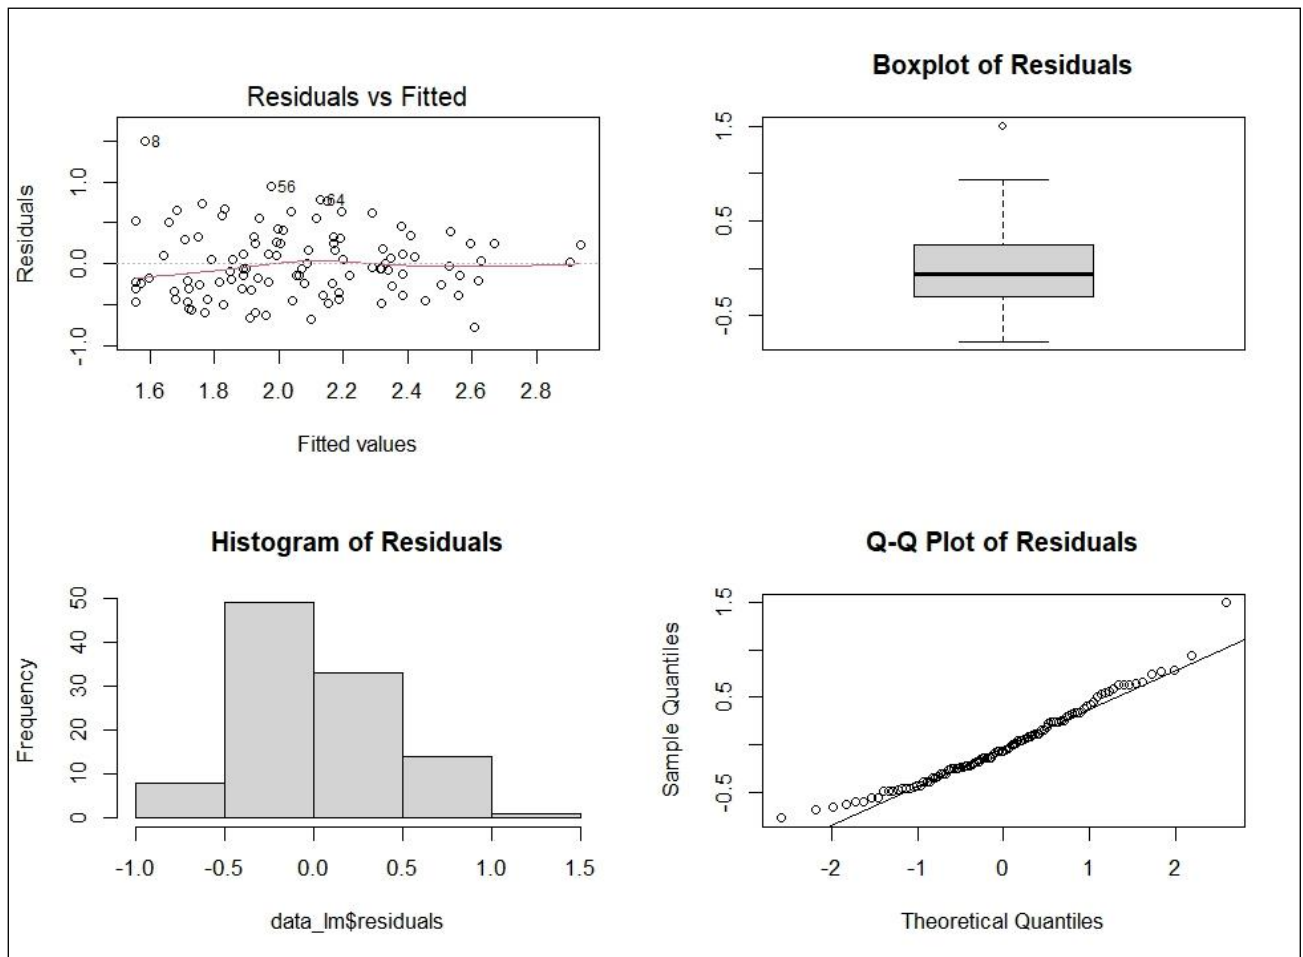 Residuals vs Fitted
Residuals
1.0
0.0
-1.0
8
56
64
1.6 1.8 2.0 2.2 2.4 2.6 2.8
Fitted values
Boxplot of Residuals
1.5
0.5
-0.5
Histogram of Residuals
Frequency
50
40
30
20
10
0
-1.0 -0.5 0.0 0.5 1.0 1.5
data_lm$residuals
Q-Q Plot of Residuals
Sample Quantiles
1.5
0.5
-0.5
-2 -1 0 1 2
Theoretical Quantiles